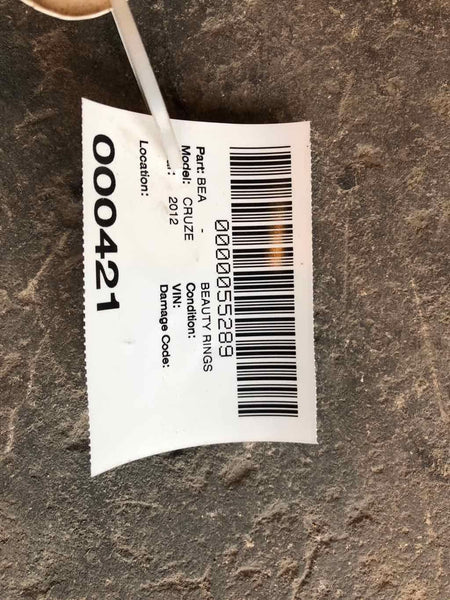 0000055289
Part: BEA - BEAUTY RINGS
Model: CRUZE Condition:
2012 VIN:
Damage Code:
Location:
000421